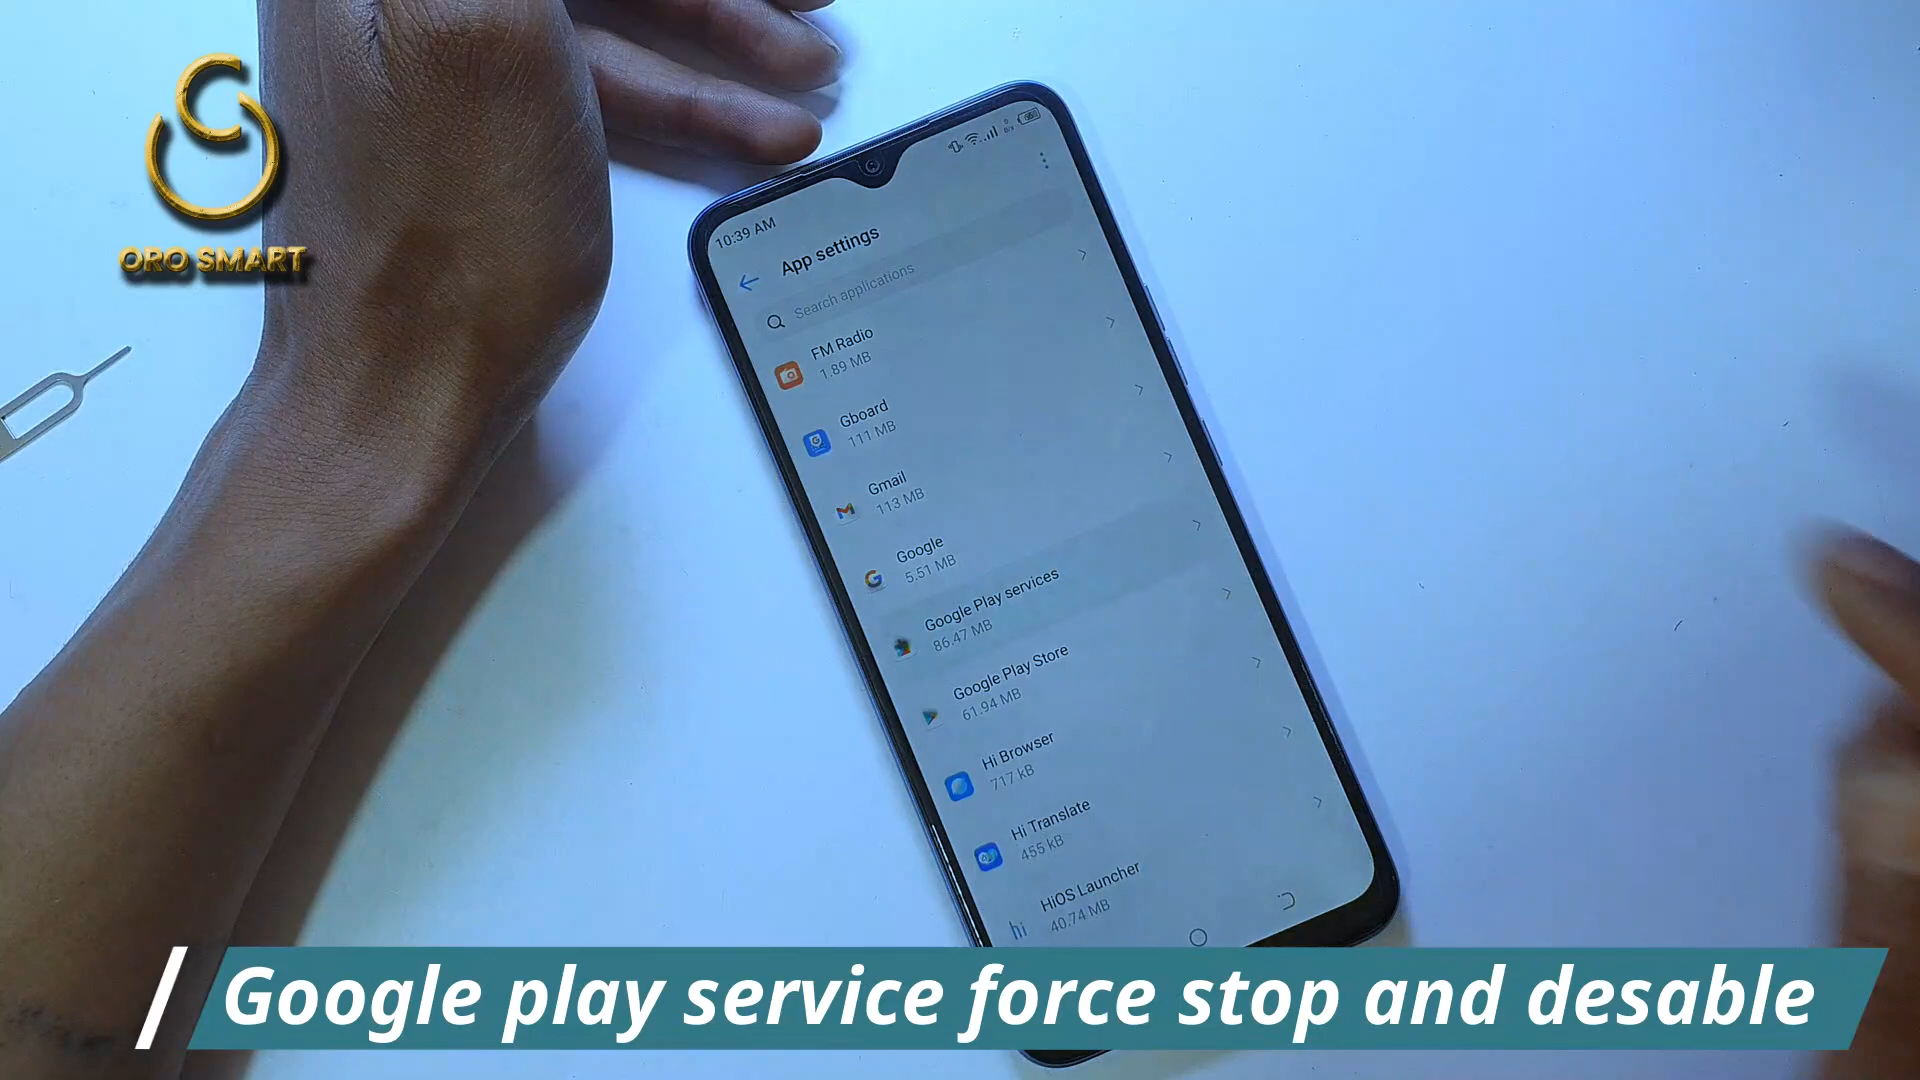 ORO SMART
10:39 AM
App settings
Search applications
FM Radio
1.89 MB
Gboard
111 MB
Gmail
113 MB
Google
5.51 MB
Google Play services
86.47 MB
Google Play Store
61.94 MB
Hi Browser
717 kB
Hi Translate
455 kB
hi
HiOS Launcher
40.74 MB
Google play service force stop and desable